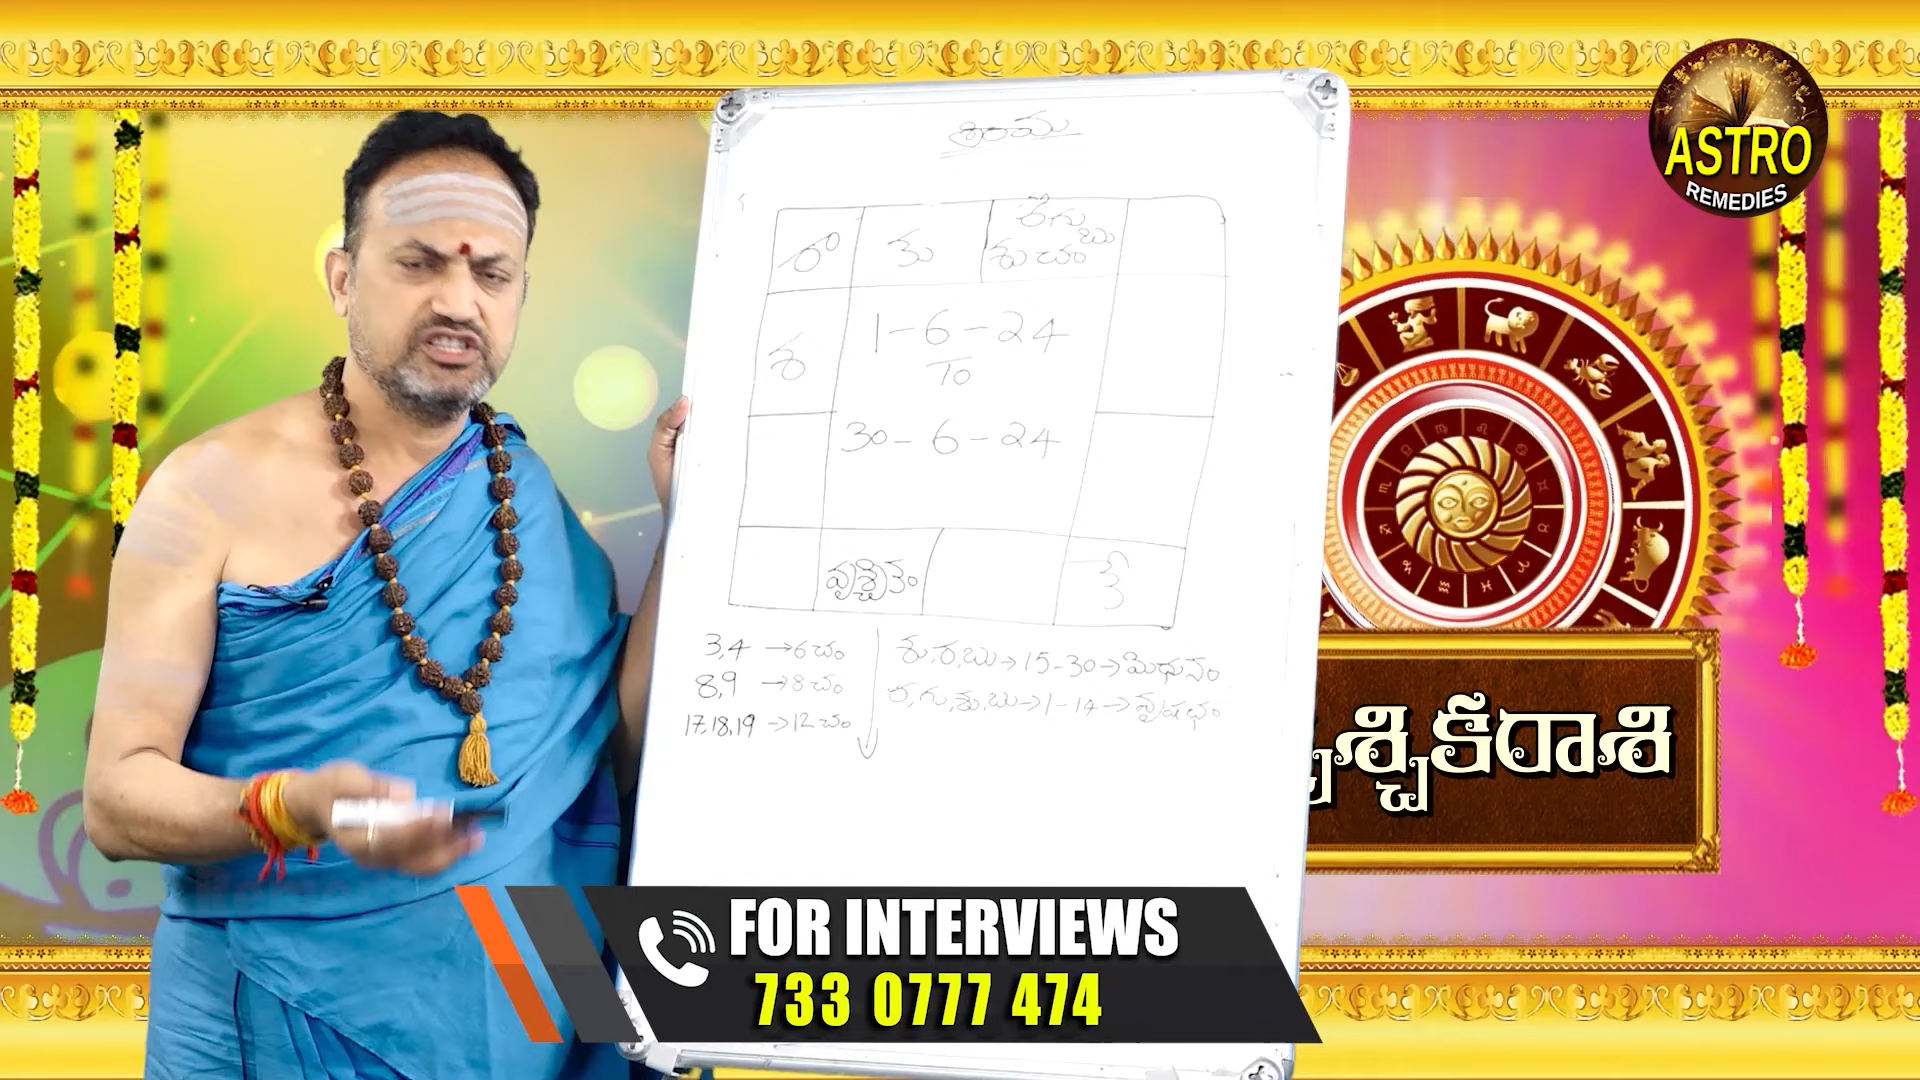 ASTRO
REMEDIES
శ్రీరామ
రా
కు
ర గు
బు
శు చం
1-6-24
శ
To
30-6-24
వృశ్చికం
కే
3,4 →6 చం
8,9 →8 చం
17,18,19 →12 చం
శు,ర,బు→15-30→మిథునం
ర,గు,శు,బు→1-14→వృషభం
వృశ్చికరాశి
FOR INTERVIEWS
733 0777 474